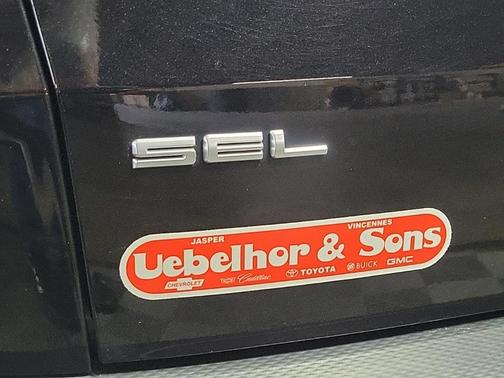 SEL
JASPER VINCENNES
Uebelhor & Sons
CHEVROLET Cadillac TOYOTA BUICK GMC